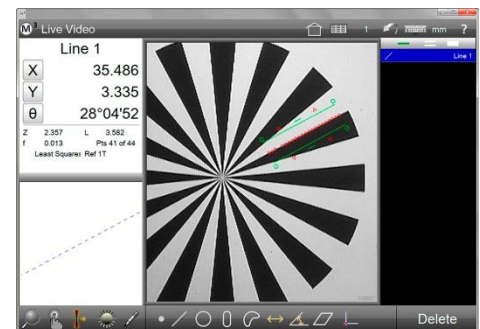 M³ Live Video
1
mm
?
Line 1
X 35.486
Y 3.335
θ 28°04'52
Z 2.357 L 3.582
f 0.013 Pts 41 of 44
Least Squares Ref 1T
Line 1
Delete